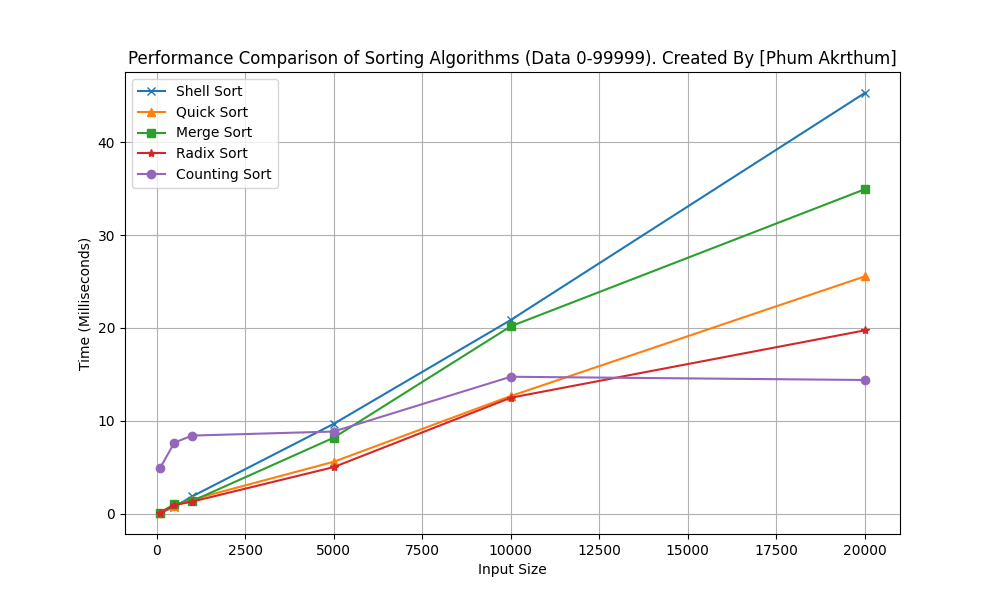 Performance Comparison of Sorting Algorithms (Data 0-99999). Created By [Phum Akrthum]
Shell Sort
Quick Sort
Merge Sort
Radix Sort
Counting Sort
Time (Milliseconds)
40
30
20
10
0
0 2500 5000 7500 10000 12500 15000 17500 20000
Input Size